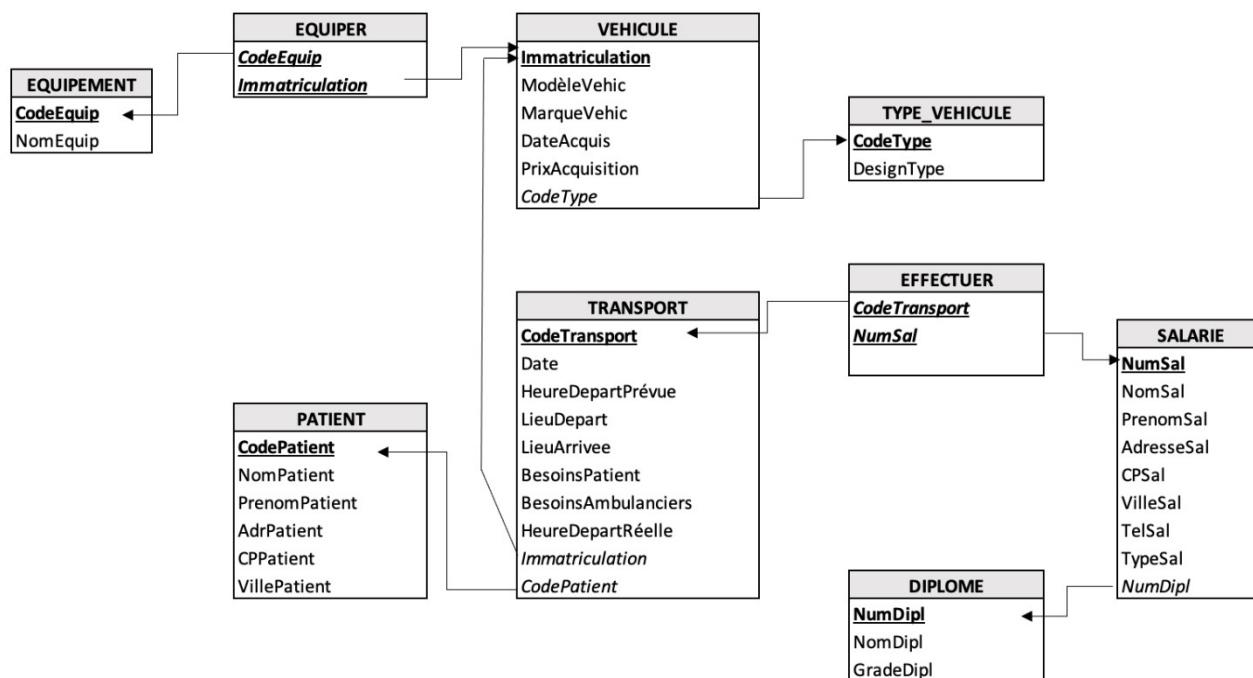 EQUIPEMENT
CodeEquip
NomEquip
EQUIPER
CodeEquip
Immatriculation
VEHICULE
Immatriculation
ModèleVehic
MarqueVehic
DateAcquis
PrixAcquisition
CodeType
TYPE_VEHICULE
CodeType
DesignType
PATIENT
CodePatient
NomPatient
PrenomPatient
AdrPatient
CPPatient
VillePatient
TRANSPORT
CodeTransport
Date
HeureDepartPrévue
LieuDepart
LieuArrivee
BesoinsPatient
BesoinsAmbulanciers
HeureDepartRéelle
Immatriculation
CodePatient
EFFECTUER
CodeTransport
NumSal
SALARIE
NumSal
NomSal
PrenomSal
AdresseSal
CPSal
VilleSal
TelSal
TypeSal
NumDipl
DIPLOME
NumDipl
NomDipl
GradeDipl